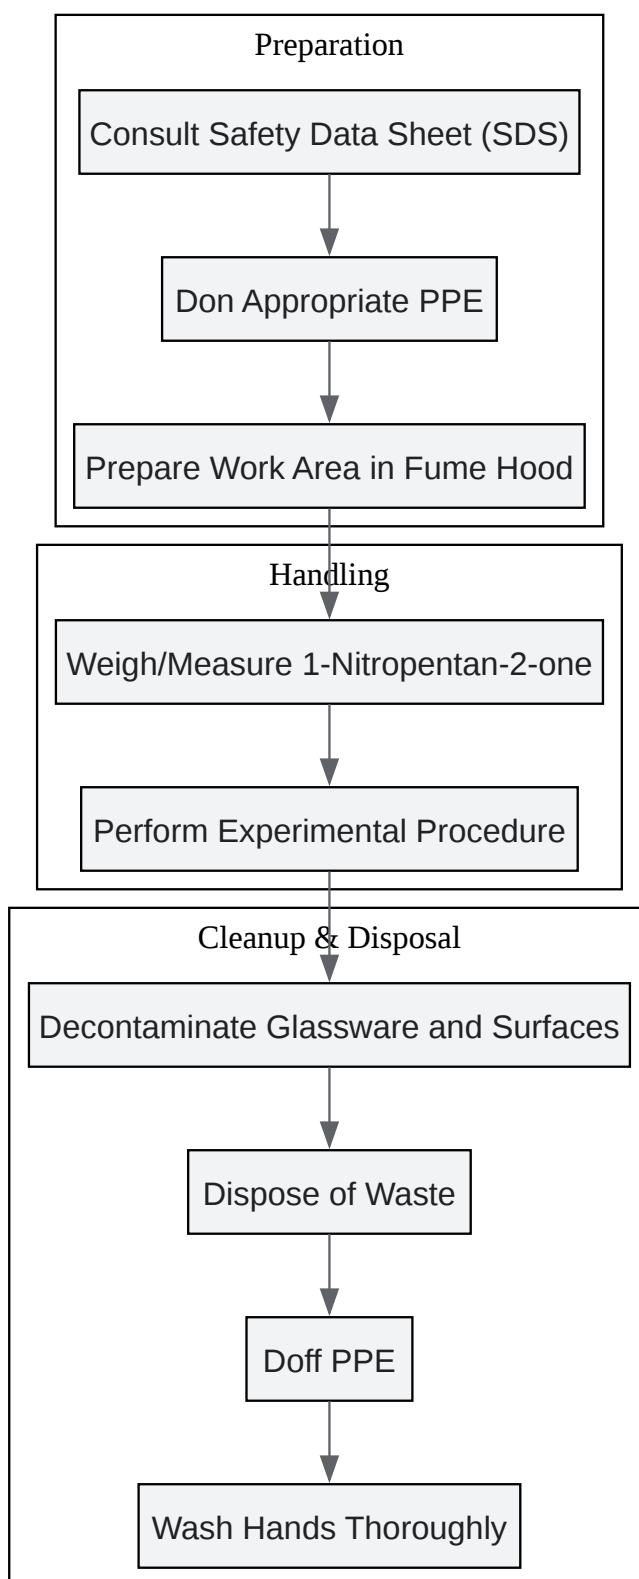 Preparation
Consult Safety Data Sheet (SDS)
Don Appropriate PPE
Prepare Work Area in Fume Hood
Handling
Weigh/Measure 1-Nitropentan-2-one
Perform Experimental Procedure
Cleanup & Disposal
Decontaminate Glassware and Surfaces
Dispose of Waste
Doff PPE
Wash Hands Thoroughly